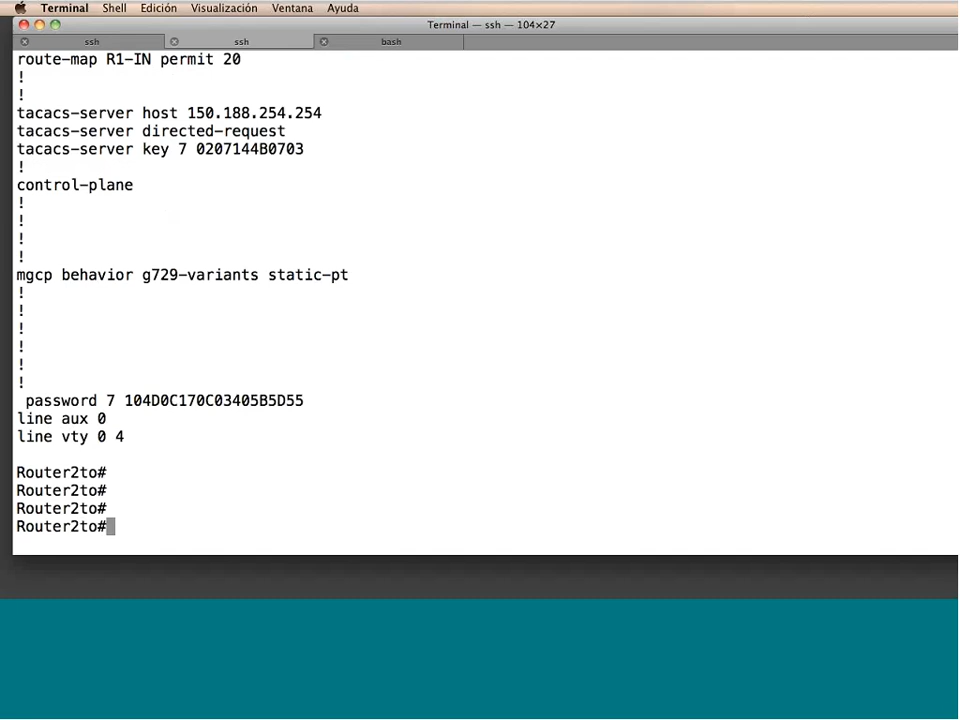 Terminal Shell Edición Visualización Ventana Ayuda
Terminal — ssh — 104×27
ssh ssh bash
route-map R1-IN permit 20
!
!
tacacs-server host 150.188.254.254
tacacs-server directed-request
tacacs-server key 7 0207144B0703
!
control-plane
!
!
!
!
mgcp behavior g729-variants static-pt
!
!
!
!
!
!
password 7 104D0C170C03405B5D55
line aux 0
line vty 0 4
Router2to#
Router2to#
Router2to#
Router2to#